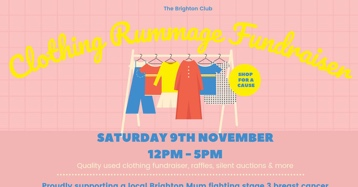 The Brighton Club
Clothing Rummage Fundraiser
SHOP
FOR A
CAUSE
SATURDAY 9TH NOVEMBER
12PM - 5PM
Quality used clothing fundraiser, raffles, silent auctions & more
Proudly supporting a local Brighton Mum fighting stage 3 breast cancer